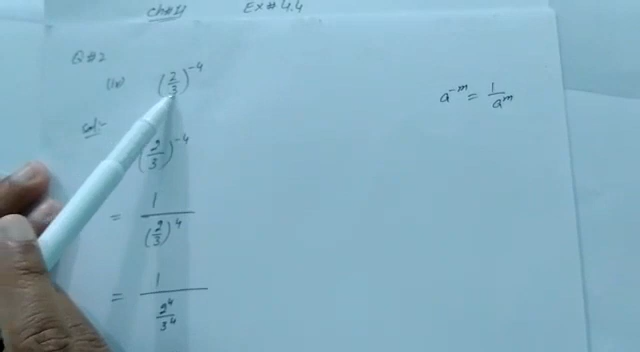 Ex# 4.4
Q#2
(iv) (2/3)^-4
a^-m = 1/a^m
Sol:-
(2/3)^-4
= 1/(2/3)^4
= 1/(2^4/3^4)